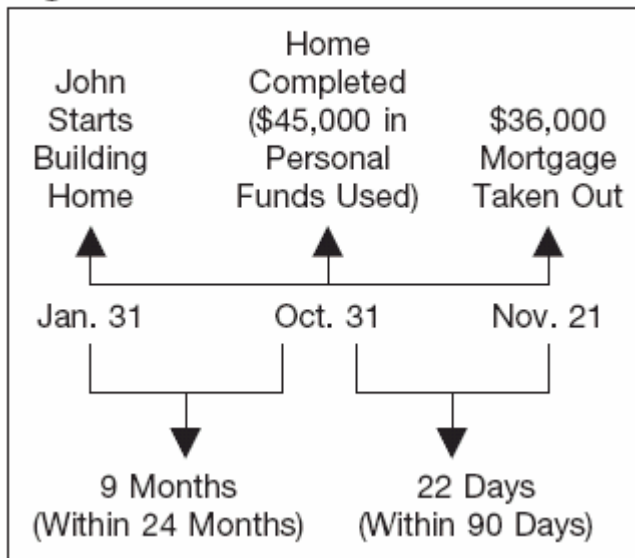 John
Starts
Building
Home
Home
Completed
($45,000 in
Personal
Funds Used)
$36,000
Mortgage
Taken Out
Jan. 31
Oct. 31
Nov. 21
9 Months
(Within 24 Months)
22 Days
(Within 90 Days)